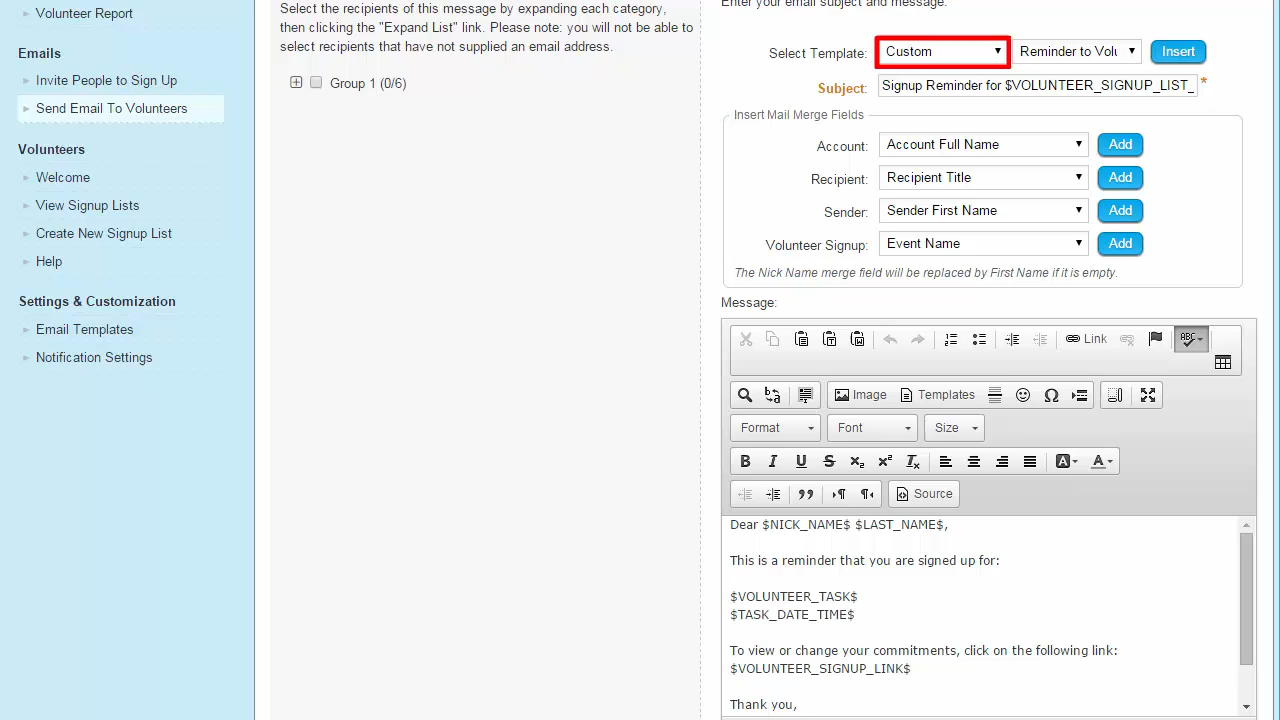 Volunteer Report
Emails
Invite People to Sign Up
Send Email To Volunteers
Volunteers
Welcome
View Signup Lists
Create New Signup List
Help
Settings & Customization
Email Templates
Notification Settings
Select the recipients of this message by expanding each category,
then clicking the "Expand List" link. Please note: you will not be able to
select recipients that have not supplied an email address.
Group 1 (0/6)
Enter your email subject and message.
Select Template: Custom Reminder to Volu Insert
Subject: Signup Reminder for $VOLUNTEER_SIGNUP_LIST_ *
Insert Mail Merge Fields
Account: Account Full Name Add
Recipient: Recipient Title Add
Sender: Sender First Name Add
Volunteer Signup: Event Name Add
The Nick Name merge field will be replaced by First Name if it is empty.
Message:
Link ABC
Image Templates
Format Font Size
B I U S x₂ x² Tx A A
Source
Dear $NICK_NAME$ $LAST_NAME$,
This is a reminder that you are signed up for:
$VOLUNTEER_TASK$
$TASK_DATE_TIME$
To view or change your commitments, click on the following link:
$VOLUNTEER_SIGNUP_LINK$
Thank you,